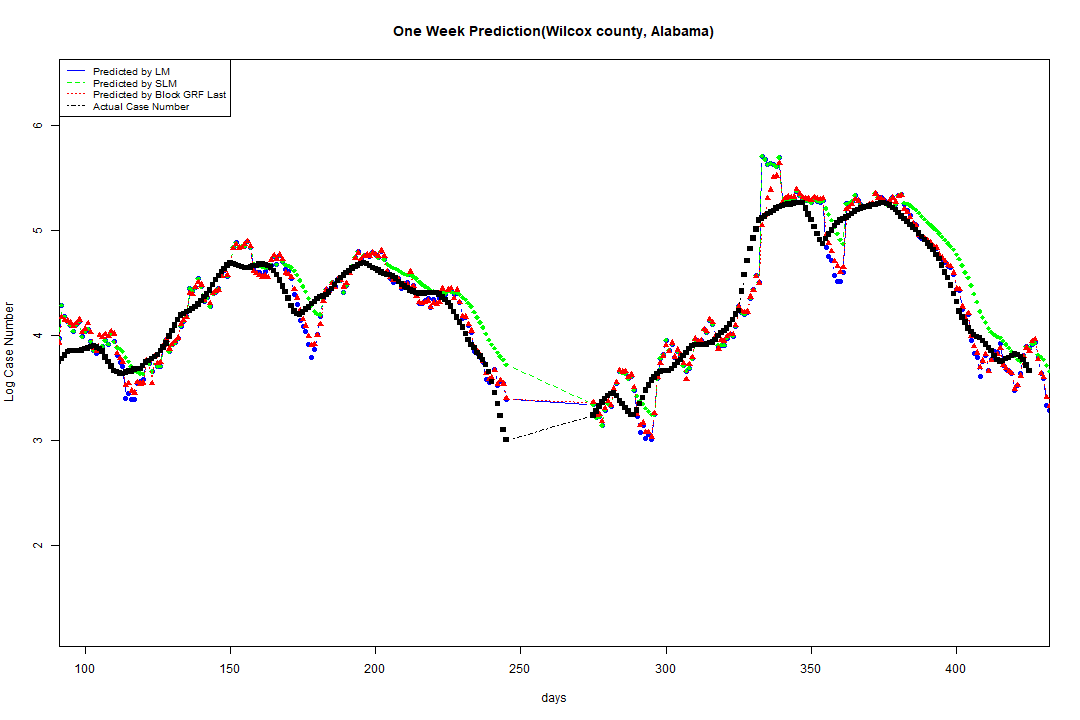 One Week Prediction(Wilcox county, Alabama)
Predicted by LM
Predicted by SLM
Predicted by Block GRF Last
Actual Case Number
6
5
4
3
2
Log Case Number
100 150 200 250 300 350 400
days